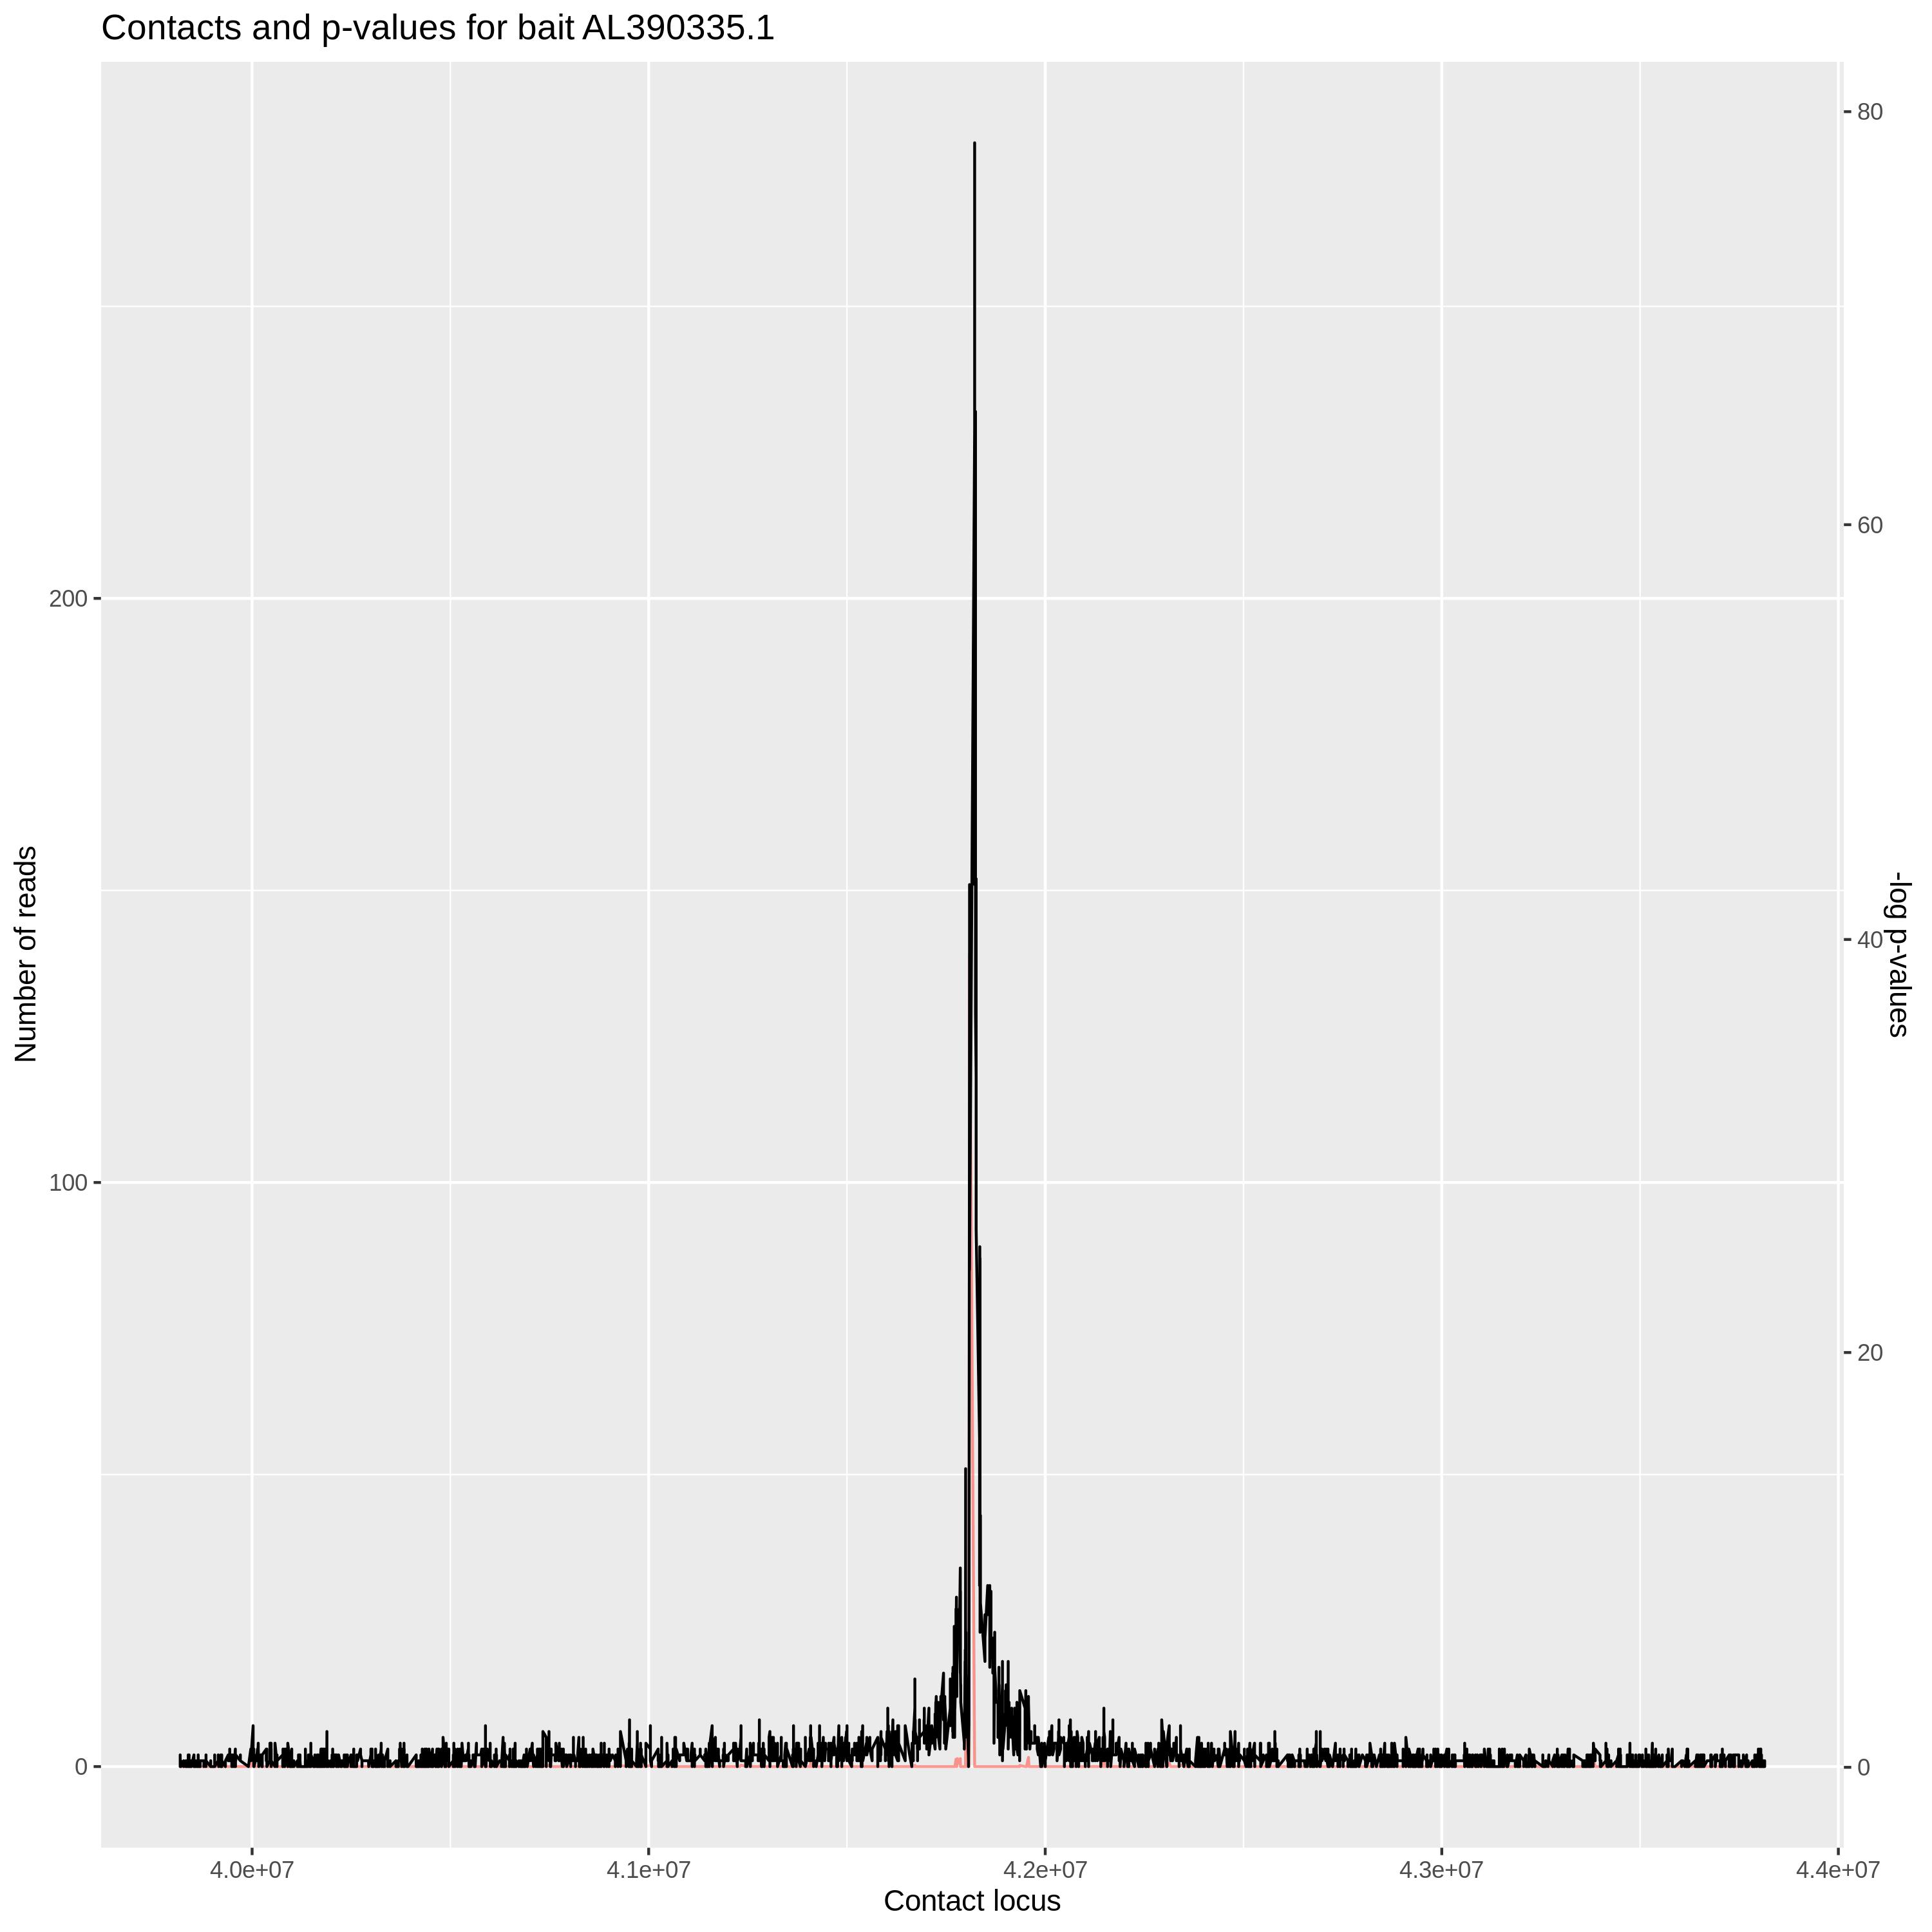 Contacts and p-values for bait AL390335.1
Number of reads
200
100
0
80
60
40
20
0
-log p-values
4.0e+07 4.1e+07 4.2e+07 4.3e+07 4.4e+07
Contact locus